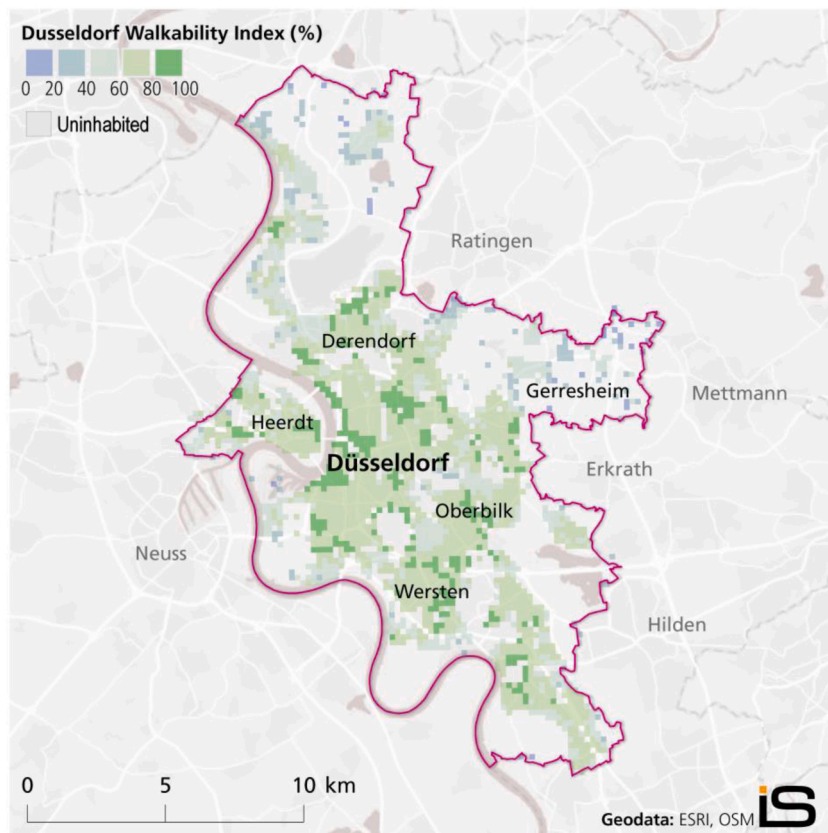 Dusseldorf Walkability Index (%)
0 20 40 60 80 100
Uninhabited
Ratingen
Derendorf
Gerresheim
Mettmann
Heerdt
Düsseldorf
Erkrath
Oberbilk
Neuss
Wersten
Hilden
0 5 10 km
Geodata: ESRI, OSM
iS